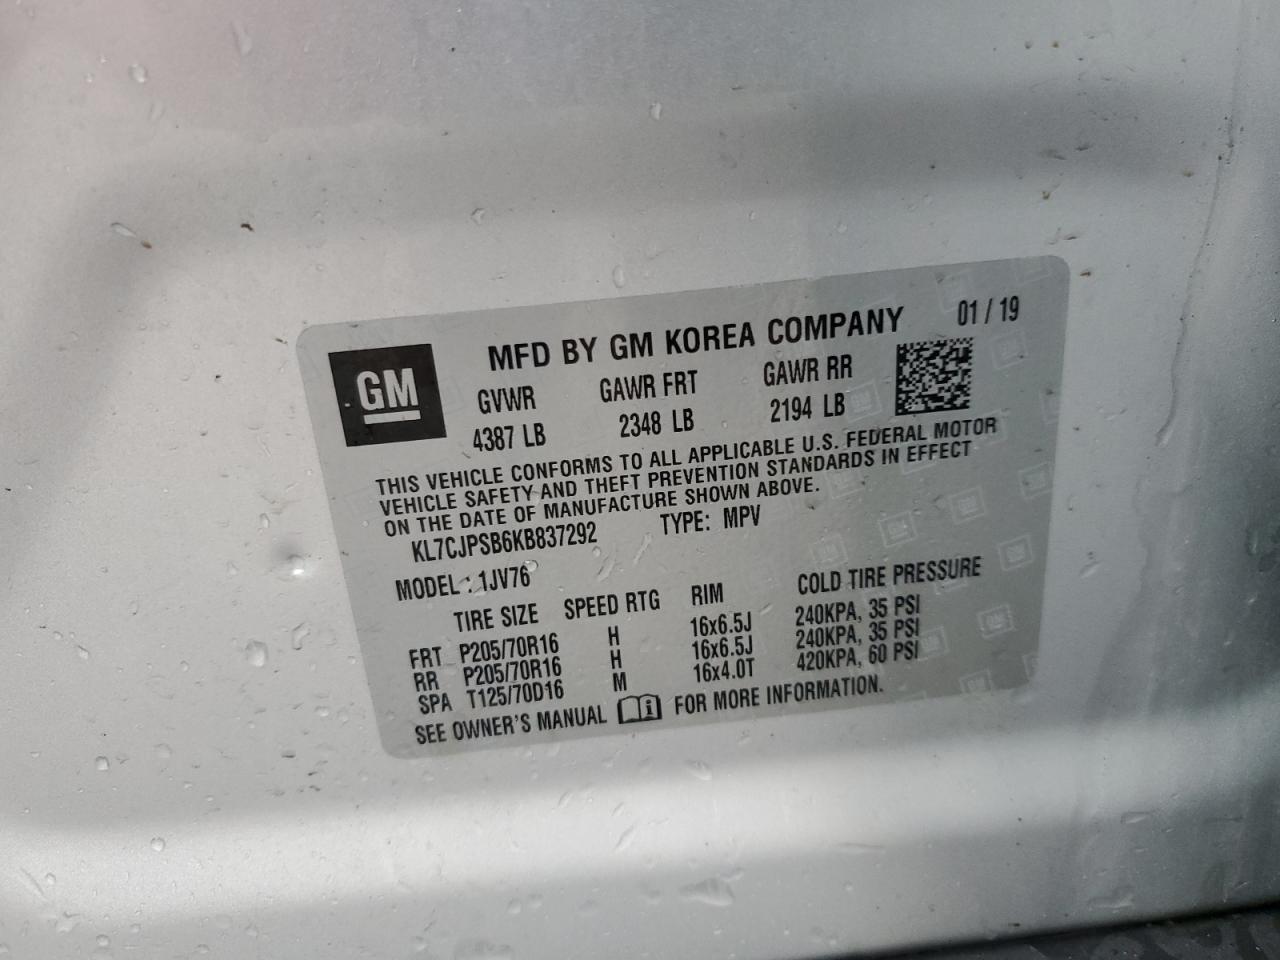 MFD BY GM KOREA COMPANY 01 / 19
GM
GVWR GAWR FRT GAWR RR
4387 LB 2348 LB 2194 LB
THIS VEHICLE CONFORMS TO ALL APPLICABLE U.S. FEDERAL MOTOR
VEHICLE SAFETY AND THEFT PREVENTION STANDARDS IN EFFECT
ON THE DATE OF MANUFACTURE SHOWN ABOVE.
KL7CJPSB6KB837292 TYPE: MPV
MODEL : 1JV76
TIRE SIZE SPEED RTG RIM COLD TIRE PRESSURE
FRT P205/70R16 H 16x6.5J 240KPA, 35 PSI
RR P205/70R16 H 16x6.5J 240KPA, 35 PSI
SPA T125/70D16 M 16x4.0T 420KPA, 60 PSI
SEE OWNER'S MANUAL i FOR MORE INFORMATION.